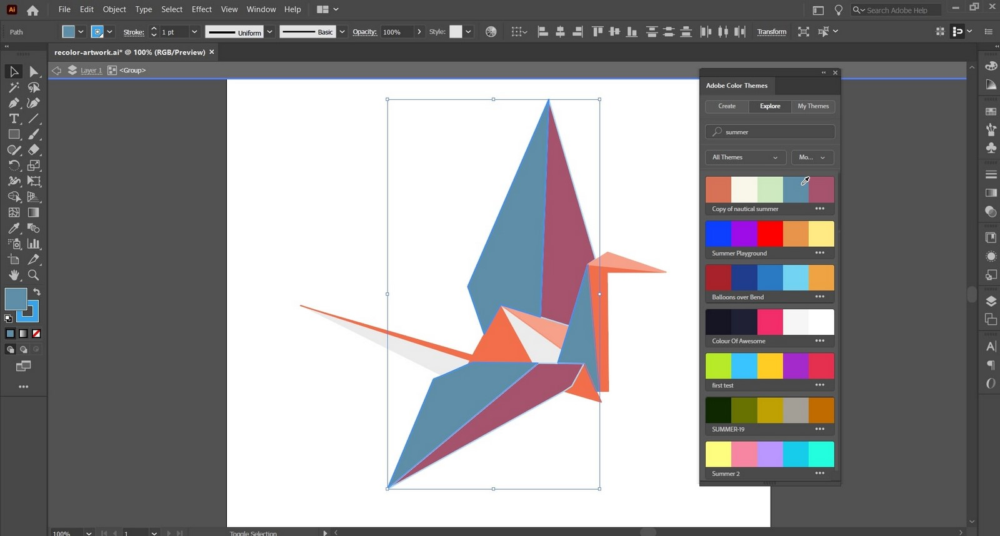 Ai File Edit Object Type Select Effect View Window Help Search Adobe Help
Path Stroke: 1 pt Uniform Basic Opacity: 100% Style: Transform
recolor-artwork.ai* @ 100% (RGB/Preview)
Layer 1 <Group>
Adobe Color Themes
Create Explore My Themes
summer
All Themes Mo...
Copy of nautical summer
Summer Playground
Balloons over Bend
Colour Of Awesome
first test
SUMMER-19
Summer 2
100% 1 Toggle Selection